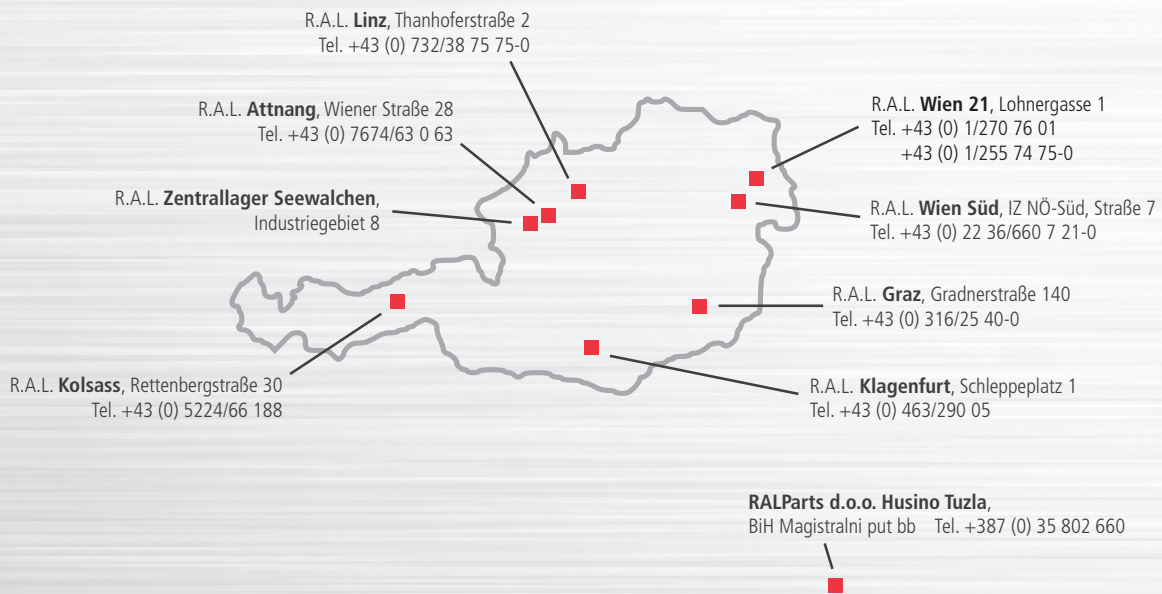 R.A.L. Linz, Thanhoferstraße 2
Tel. +43 (0) 732/38 75 75-0
R.A.L. Attnang, Wiener Straße 28
Tel. +43 (0) 7674/63 0 63
R.A.L. Zentrallager Seewalchen,
Industriegebiet 8
R.A.L. Kolsass, Rettenbergstraße 30
Tel. +43 (0) 5224/66 188
R.A.L. Wien 21, Lohnergasse 1
Tel. +43 (0) 1/270 76 01
+43 (0) 1/255 74 75-0
R.A.L. Wien Süd, IZ NÖ-Süd, Straße 7
Tel. +43 (0) 22 36/660 7 21-0
R.A.L. Graz, Gradnerstraße 140
Tel. +43 (0) 316/25 40-0
R.A.L. Klagenfurt, Schleppeplatz 1
Tel. +43 (0) 463/290 05
RALParts d.o.o. Husino Tuzla,
BiH Magistralni put bb Tel. +387 (0) 35 802 660